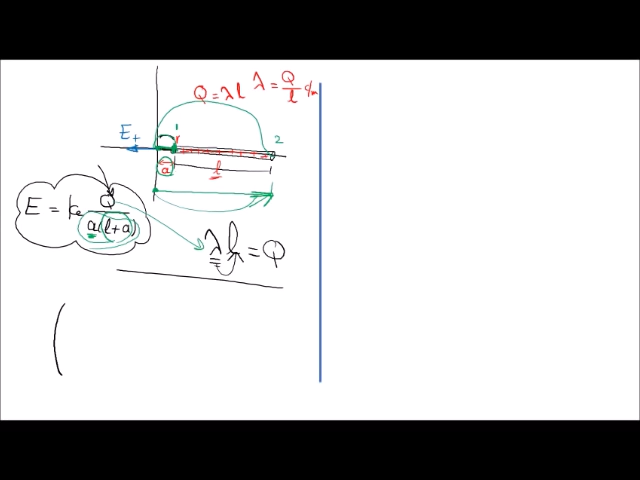 Q = λl λ = Q/l c/m
E+ 1 r 2
a l
E = ke Q/a(l+a)
λl = Q
(